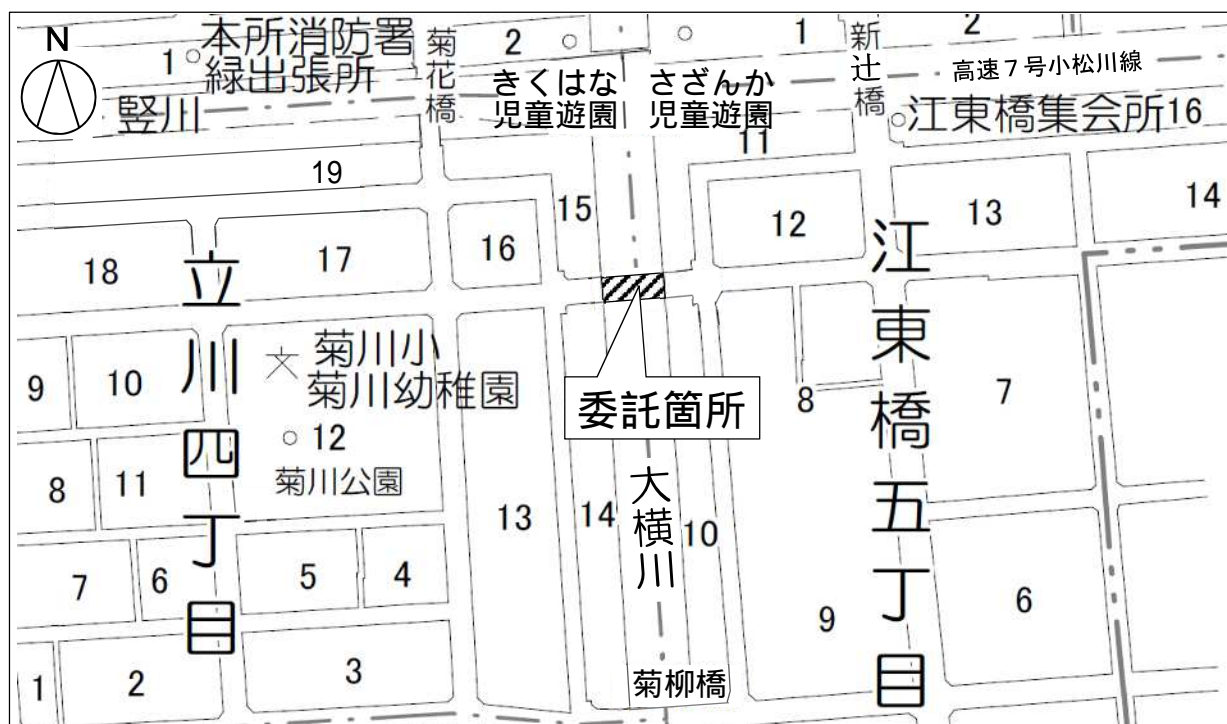 N
1
本所消防署
緑出張所
竪川
菊花橋
2
きくはな
児童遊園
さざんか
児童遊園
1
新辻橋
2
高速7号小松川線
江東橋集会所
16
11
19
15
12
13
14
18
17
16
立川四丁目
江東橋五丁目
9
10
菊川小
菊川幼稚園
12
菊川公園
委託箇所
8
7
8
11
13
14
大横川
10
7
6
5
4
9
6
1
2
3
菊柳橋